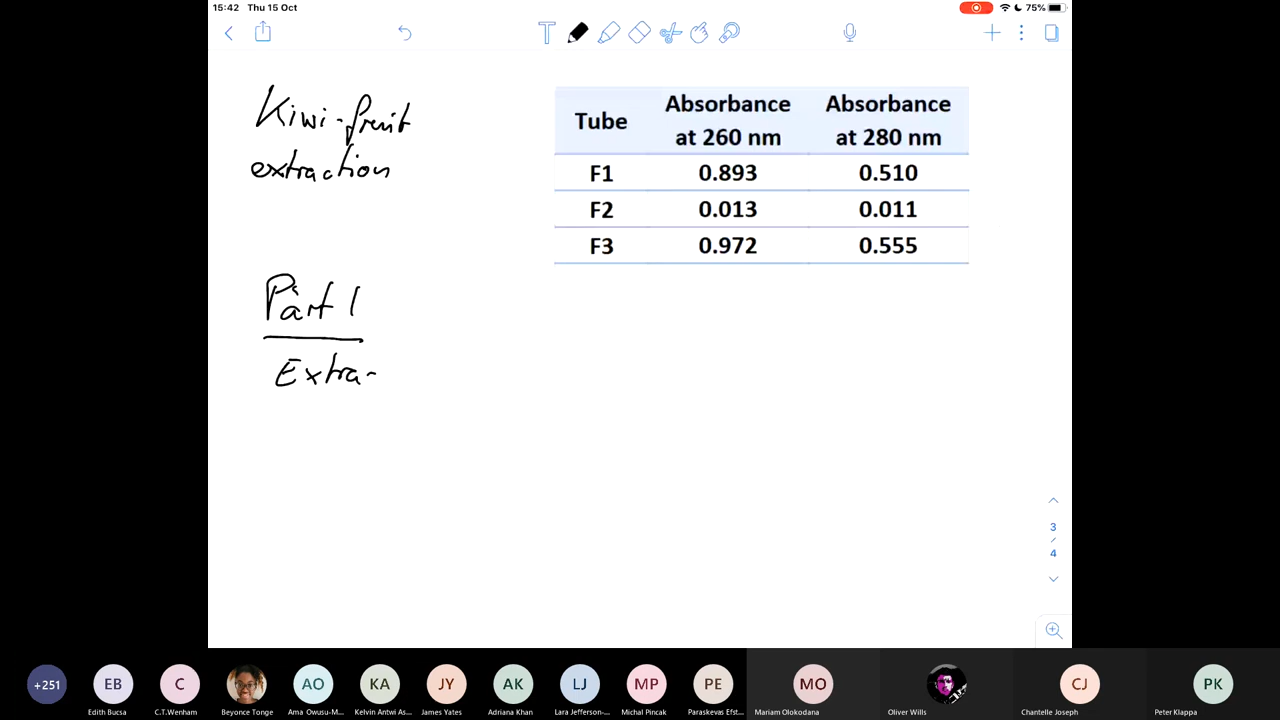 15:42 Thu 15 Oct
75%
T
Kiwi-fruit
extraction
Tube Absorbance at 260 nm Absorbance at 280 nm
F1 0.893 0.510
F2 0.013 0.011
F3 0.972 0.555
Part 1
Extra-
3
/
4
+251 EB C AO KA JY AK LJ MP PE MO CJ PK
Edith Bucsa C.T.Wenham Beyonce Tonge Ama Owusu-M... Kelvin Antwi As... James Yates Adriana Khan Lara Jefferson-... Michal Pincak Paraskevas Efst... Mariam Olokodana Oliver Wills Chantelle Joseph Peter Klappa